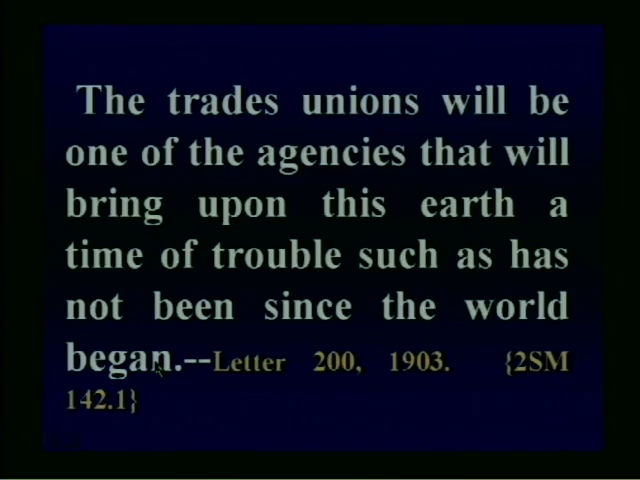 The trades unions will be
one of the agencies that will
bring upon this earth a
time of trouble such as has
not been since the world
began.--Letter 200, 1903. {2SM
142.1}